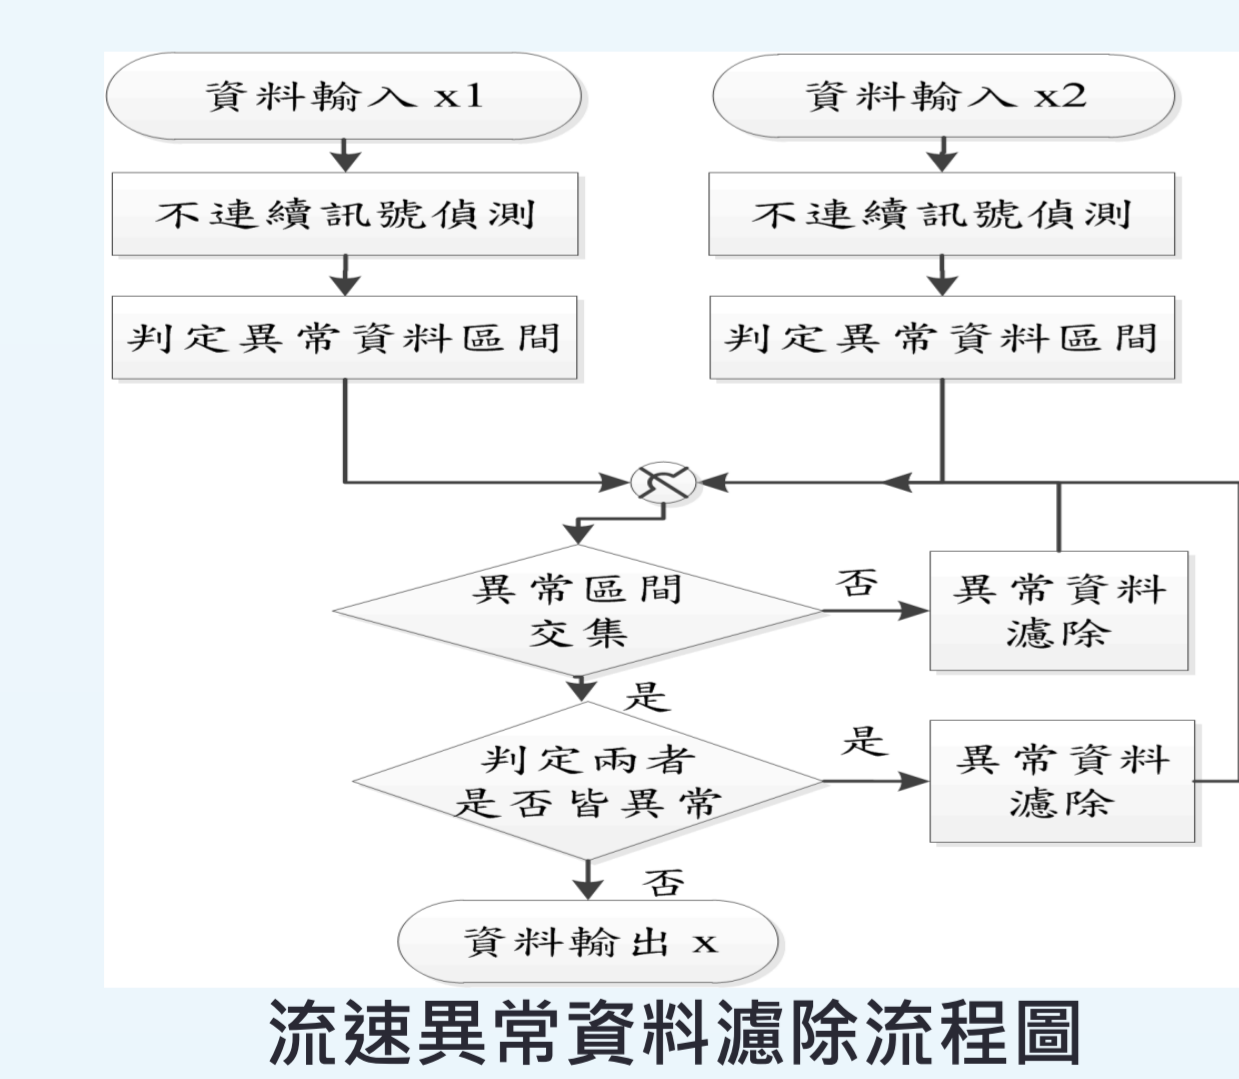 資料輸入 x1
資料輸入 x2
不連續訊號偵測
不連續訊號偵測
判定異常資料區間
判定異常資料區間
異常區間
交集
否
異常資料
濾除
是
判定兩者
是否皆異常
是
異常資料
濾除
否
資料輸出 x
流速異常資料濾除流程圖